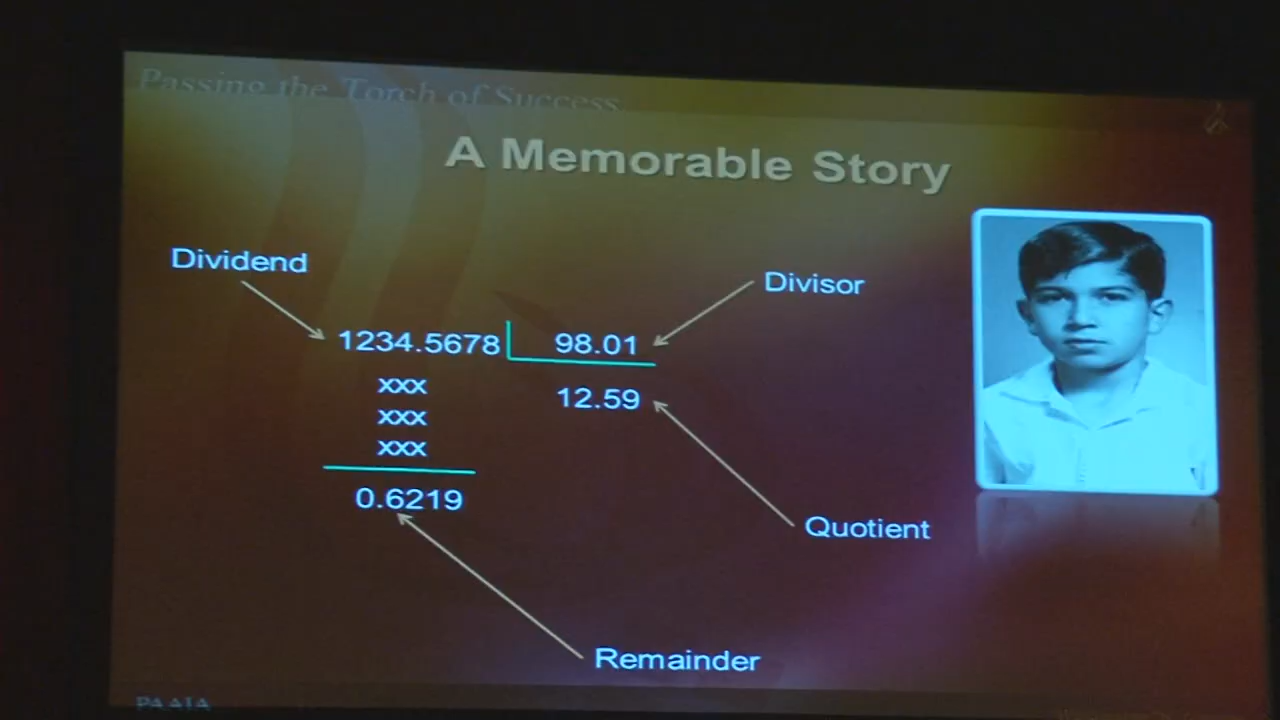 Passing the Torch of Success
A Memorable Story
Dividend
Divisor
1234.5678 98.01
xxx
12.59
xxx
xxx
0.6219
Quotient
Remainder
PAAIA